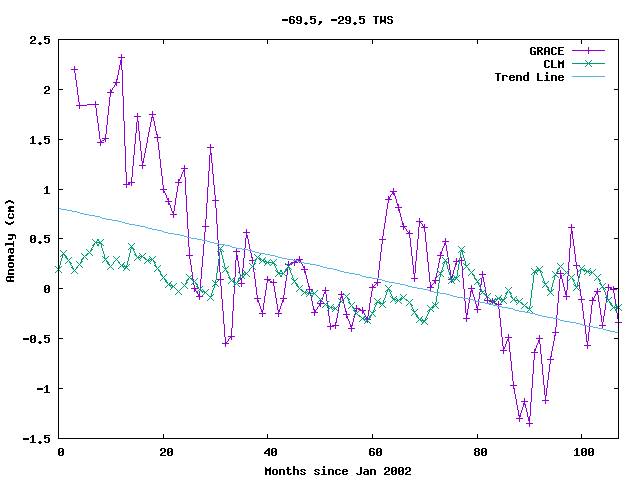 -69.5, -29.5 TWS
GRACE
CLM
Trend Line
2.5
2
1.5
1
0.5
0
-0.5
-1
-1.5
Anomaly (cm)
0 20 40 60 80 100
Months since Jan 2002